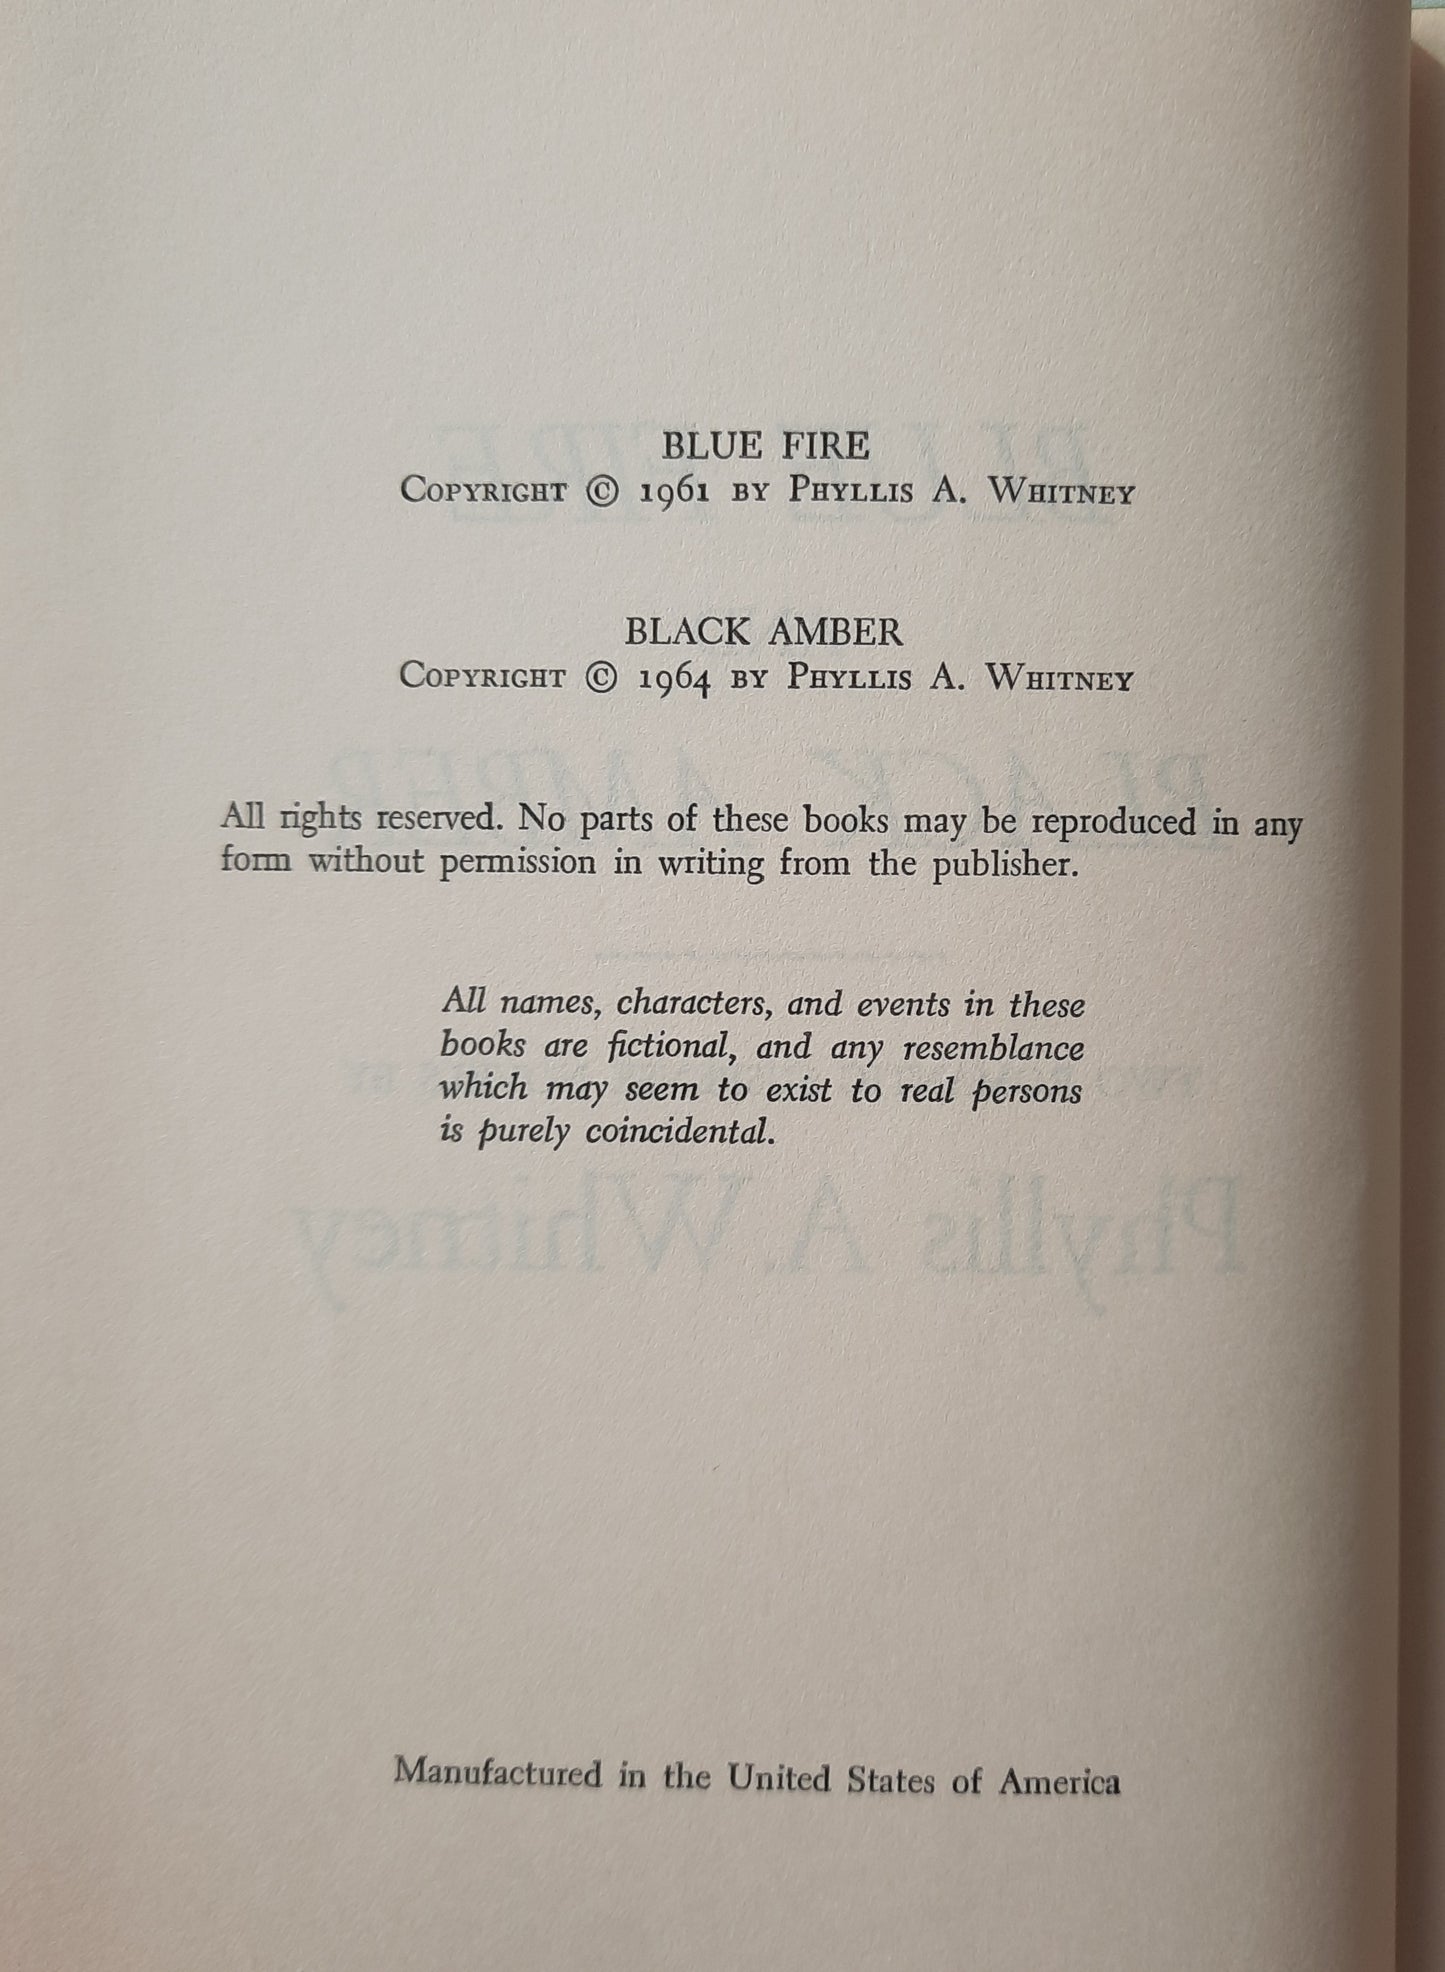 BLUE FIRE
COPYRIGHT © 1961 BY PHYLLIS A. WHITNEY
BLACK AMBER
COPYRIGHT © 1964 BY PHYLLIS A. WHITNEY
All rights reserved. No parts of these books may be reproduced in any
form without permission in writing from the publisher.
All names, characters, and events in these
books are fictional, and any resemblance
which may seem to exist to real persons
is purely coincidental.
Manufactured in the United States of America